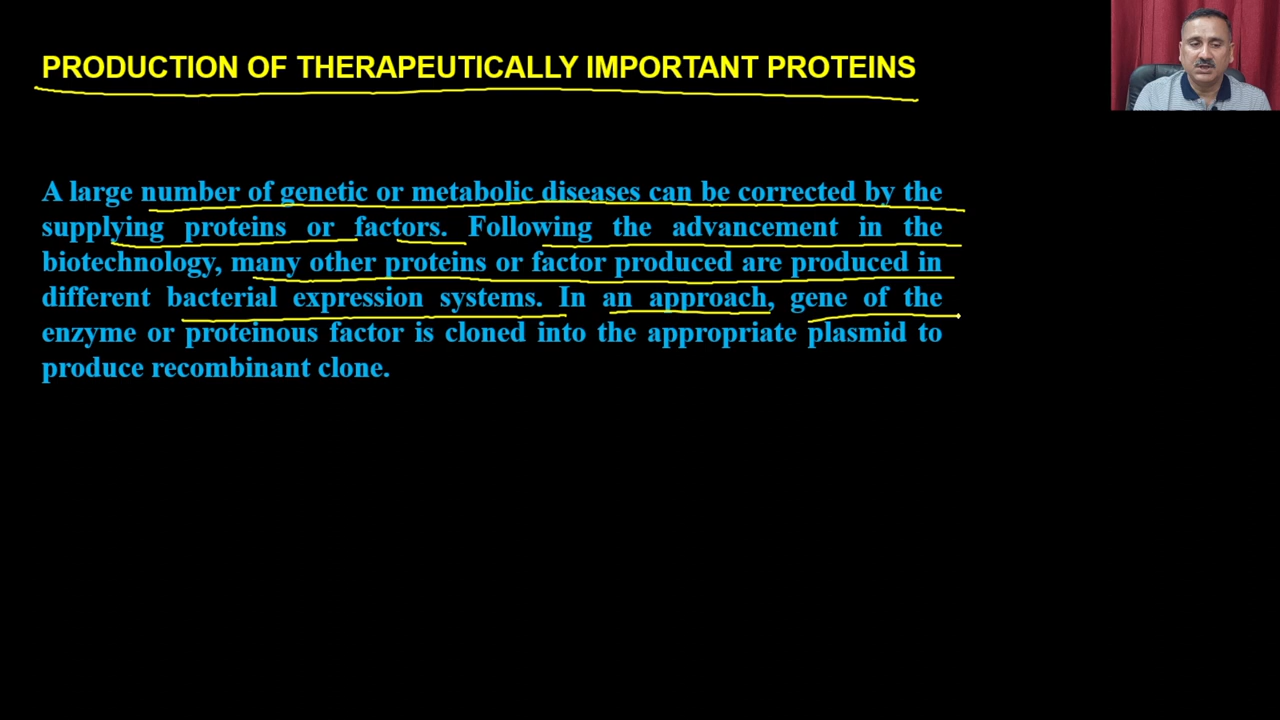 PRODUCTION OF THERAPEUTICALLY IMPORTANT PROTEINS
A large number of genetic or metabolic diseases can be corrected by the
supplying proteins or factors. Following the advancement in the
biotechnology, many other proteins or factor produced are produced in
different bacterial expression systems. In an approach, gene of the
enzyme or proteinous factor is cloned into the appropriate plasmid to
produce recombinant clone.